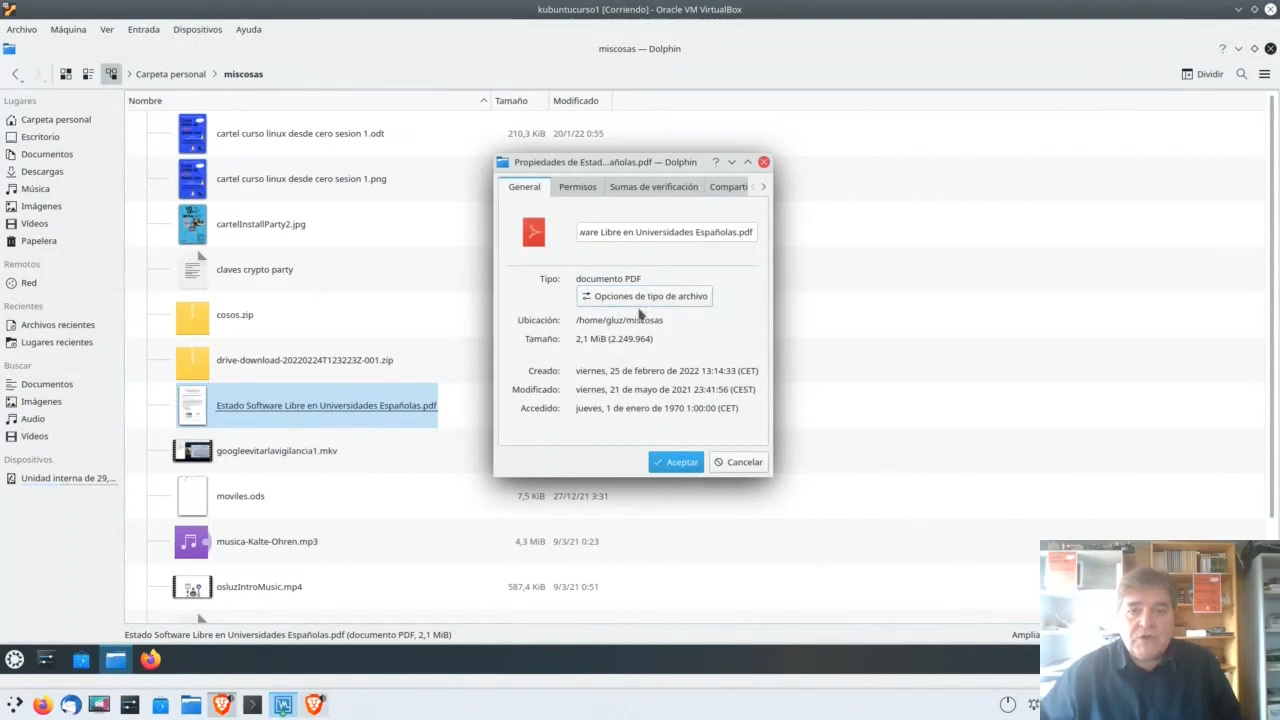 kubuntucurso1 [Corriendo] - Oracle VM VirtualBox
Archivo Máquina Ver Entrada Dispositivos Ayuda
miscosas — Dolphin
Carpeta personal > miscosas
Dividir
Lugares
Carpeta personal
Escritorio
Documentos
Descargas
Música
Imágenes
Vídeos
Papelera
Remotos
Red
Recientes
Archivos recientes
Lugares recientes
Buscar
Documentos
Imágenes
Audio
Vídeos
Dispositivos
Unidad interna de 29,...
Nombre Tamaño Modificado
cartel curso linux desde cero sesion 1.odt 210,3 KiB 20/1/22 0:55
cartel curso linux desde cero sesion 1.png
cartelInstallParty2.jpg
claves crypto party
cosos.zip
drive-download-20220224T123223Z-001.zip
Estado Software Libre en Universidades Españolas.pdf
googleevitarlavigilancia1.mkv
moviles.ods 7,5 KiB 27/12/21 3:31
musica-Kalte-Ohren.mp3 4,3 MiB 9/3/21 0:23
osluzIntroMusic.mp4 587,4 KiB 9/3/21 0:51
Propiedades de Estad...añolas.pdf — Dolphin
General Permisos Sumas de verificación Comparti
ware Libre en Universidades Españolas.pdf
Tipo: documento PDF
Opciones de tipo de archivo
Ubicación: /home/gluz/miscosas
Tamaño: 2,1 MiB (2.249.964)
Creado: viernes, 25 de febrero de 2022 13:14:33 (CET)
Modificado: viernes, 21 de mayo de 2021 23:41:56 (CEST)
Accedido: jueves, 1 de enero de 1970 1:00:00 (CET)
Aceptar Cancelar
Estado Software Libre en Universidades Españolas.pdf (documento PDF, 2,1 MiB)
Amplia